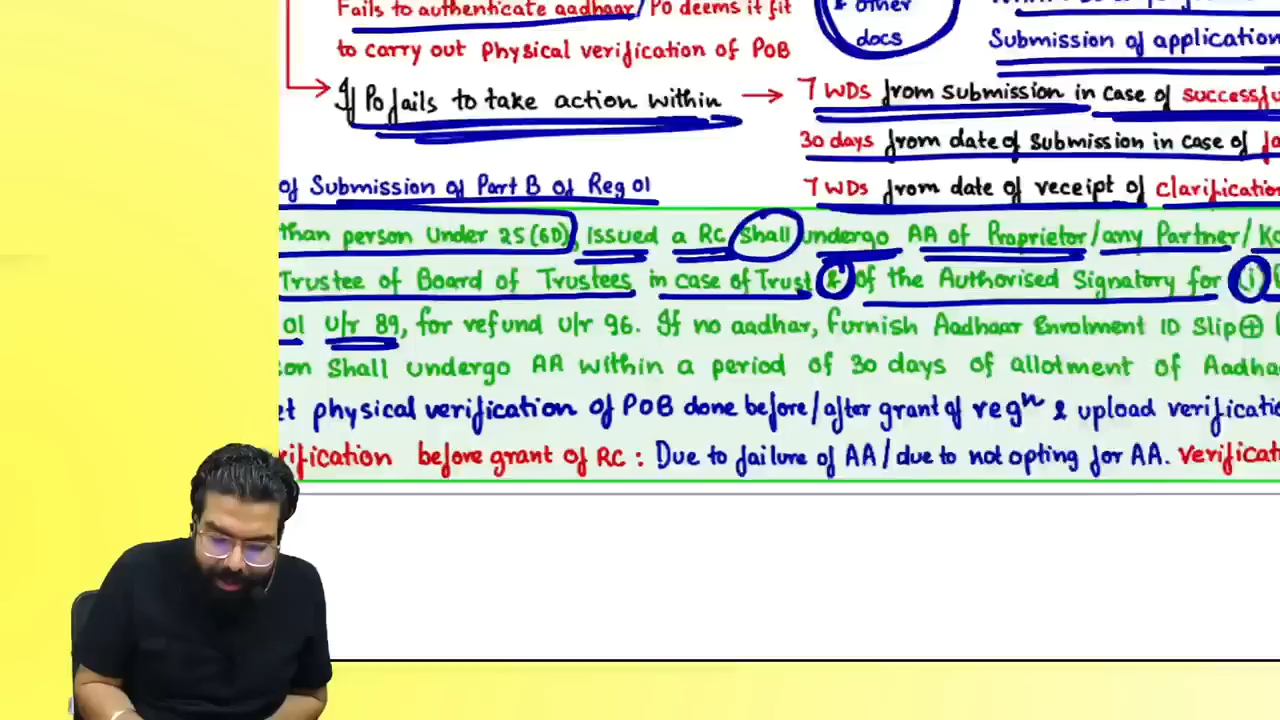 Fails to authenticate aadhaar/ Po deems it fit
to carry out Physical verification of PoB
& other
docs
Submission of application
If Po fails to take action within → 7 WDs from submission in case of
30 days from date of submission in case of
7 WDs from date of receipt of clarification
of Submission of Part B of Reg 01
than person Under 25(6D), Issued a RC Shall undergo AA of Proprietor/any Partner/
Trustee of Board of Trustees in case of Trust & of the Authorised Signatory for (i)
01 u/r 89, for refund u/r 96. If no aadhar, furnish Aadhaar Enrolment ID Slip ⊕
son Shall undergo AA within a period of 30 days of allotment of
physical verification of PoB done before/after grant of regⁿ & upload
rification before grant of RC : Due to failure of AA/due to not opting for AA.